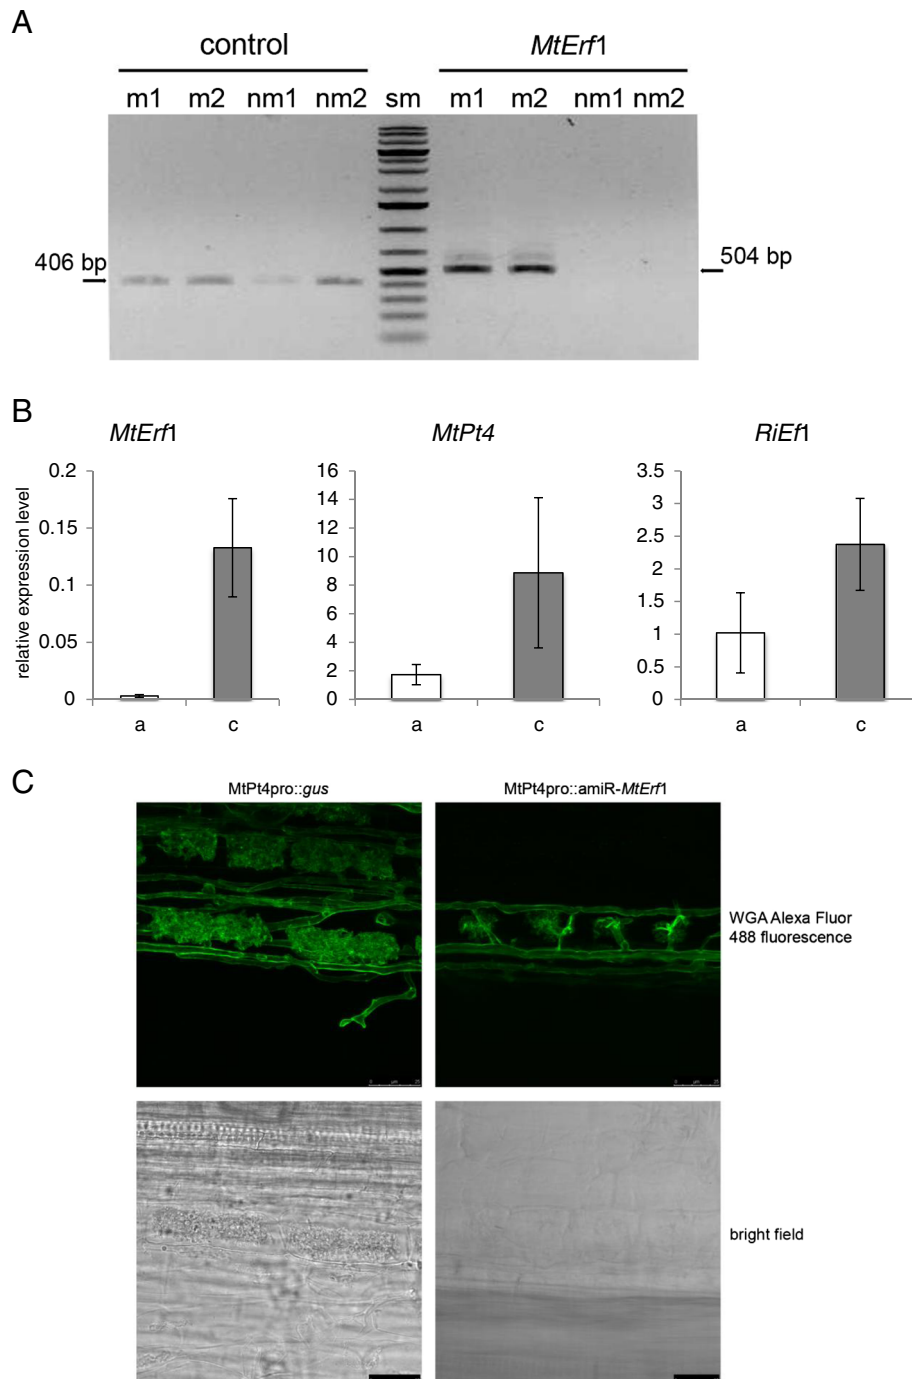 A
control MtErf1
m1 m2 nm1 nm2 sm m1 m2 nm1 nm2
406 bp
504 bp
B
MtErf1 MtPt4 RiEf1
relative expression level
0.2
0.15
0.1
0.05
0
a c
16
14
12
10
8
6
4
2
0
a c
3.5
3
2.5
2
1.5
1
0.5
0
a c
C
MtPt4pro::gus MtPt4pro::amiR-MtErf1
WGA Alexa Fluor
488 fluorescence
bright field